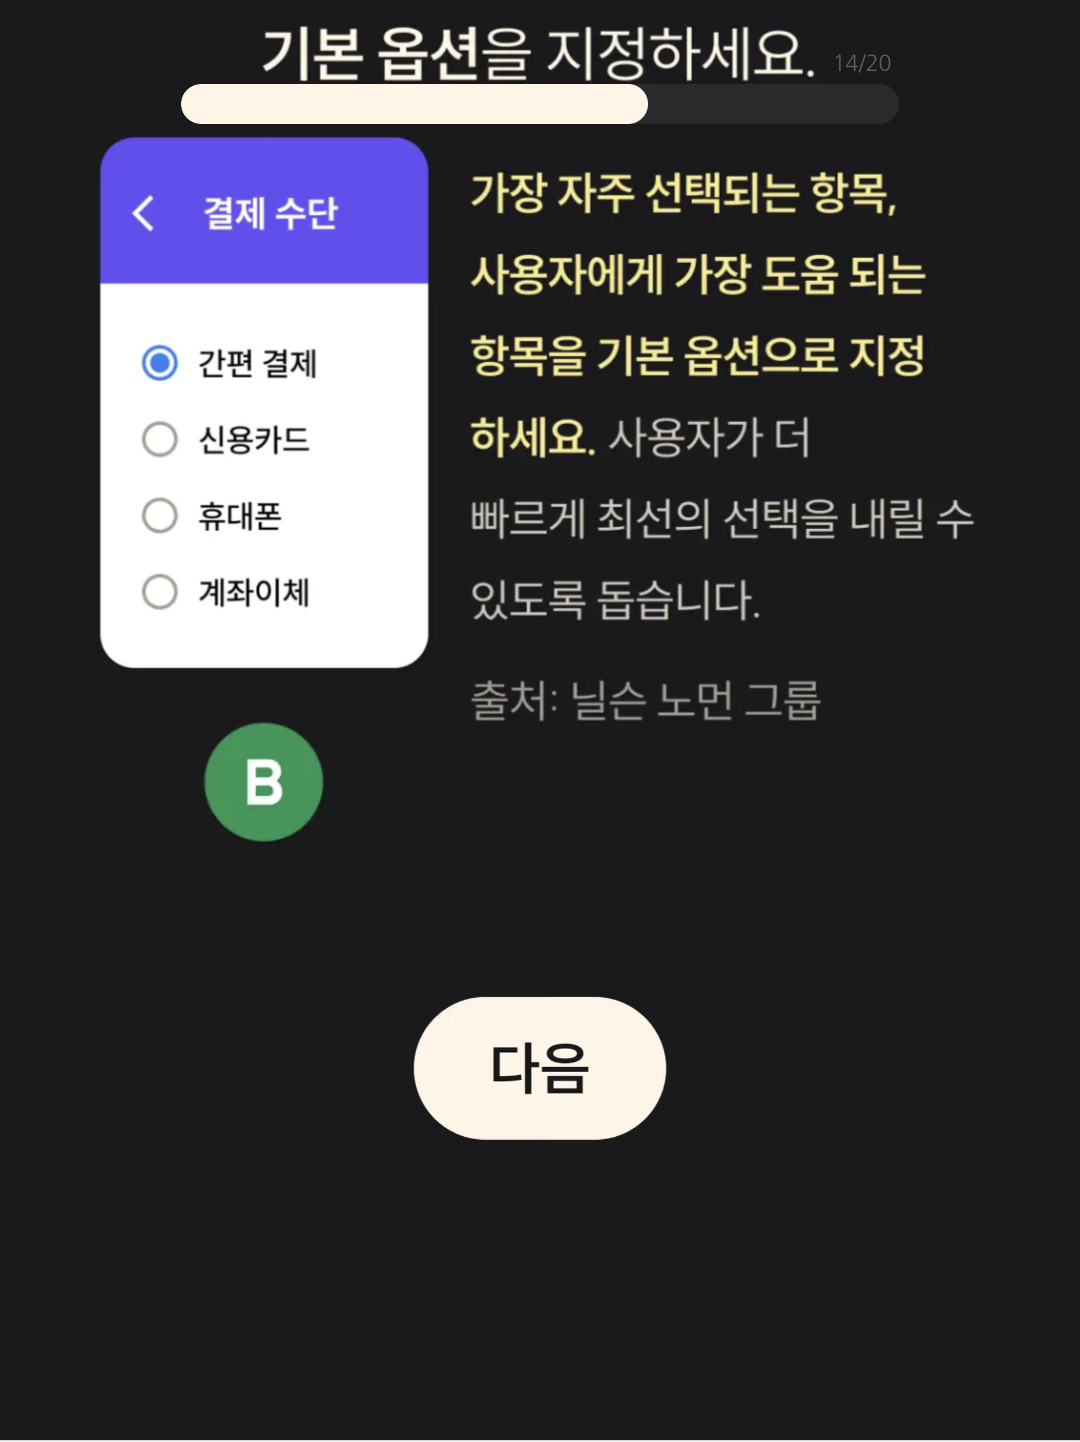 기본 옵션을 지정하세요. 14/20
결제 수단
간편 결제
신용카드
휴대폰
계좌이체
B
가장 자주 선택되는 항목,
사용자에게 가장 도움 되는
항목을 기본 옵션으로 지정
하세요. 사용자가 더
빠르게 최선의 선택을 내릴 수
있도록 돕습니다.
출처: 닐슨 노먼 그룹
다음